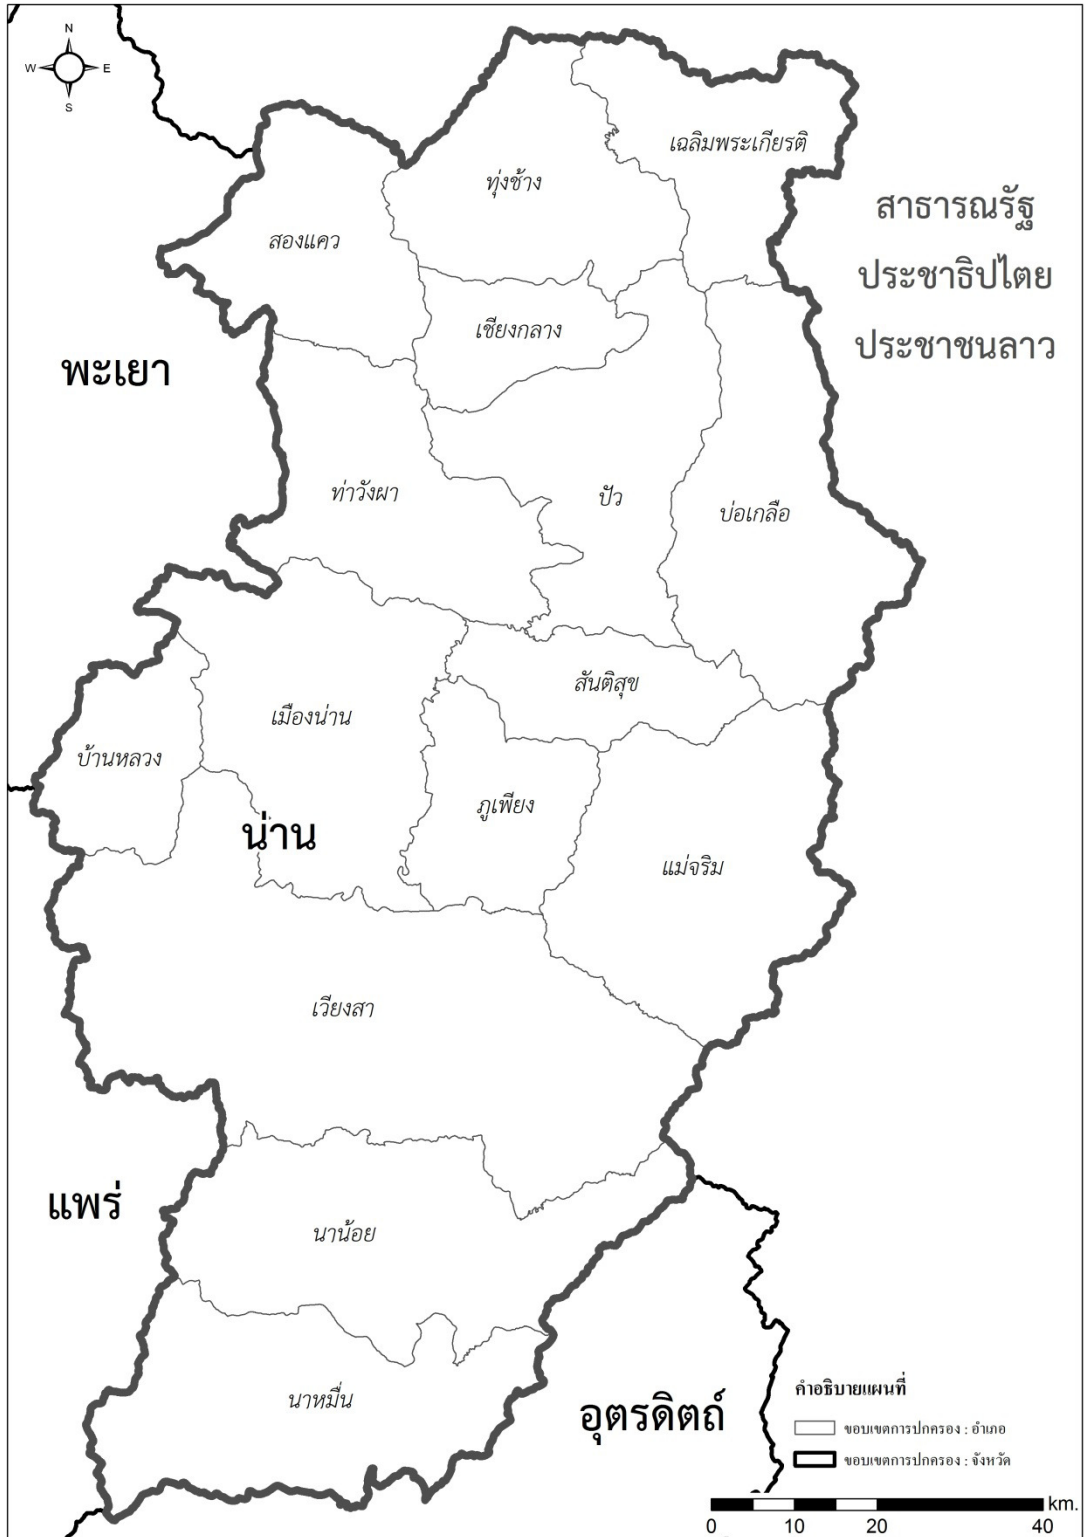 N
W E
S
เฉลิมพระเกียรติ
ทุ่งช้าง
สาธารณรัฐ
ประชาธิปไตย
ประชาชนลาว
สองแคว
เชียงกลาง
พะเยา
ท่าวังผา
ปัว
บ่อเกลือ
สันติสุข
เมืองน่าน
บ้านหลวง
ภูเพียง
น่าน
แม่จริม
เวียงสา
แพร่
นาน้อย
นาหมื่น
อุตรดิตถ์
คำอธิบายแผนที่
ขอบเขตการปกครอง : อำเภอ
ขอบเขตการปกครอง : จังหวัด
km.
0 10 20 40